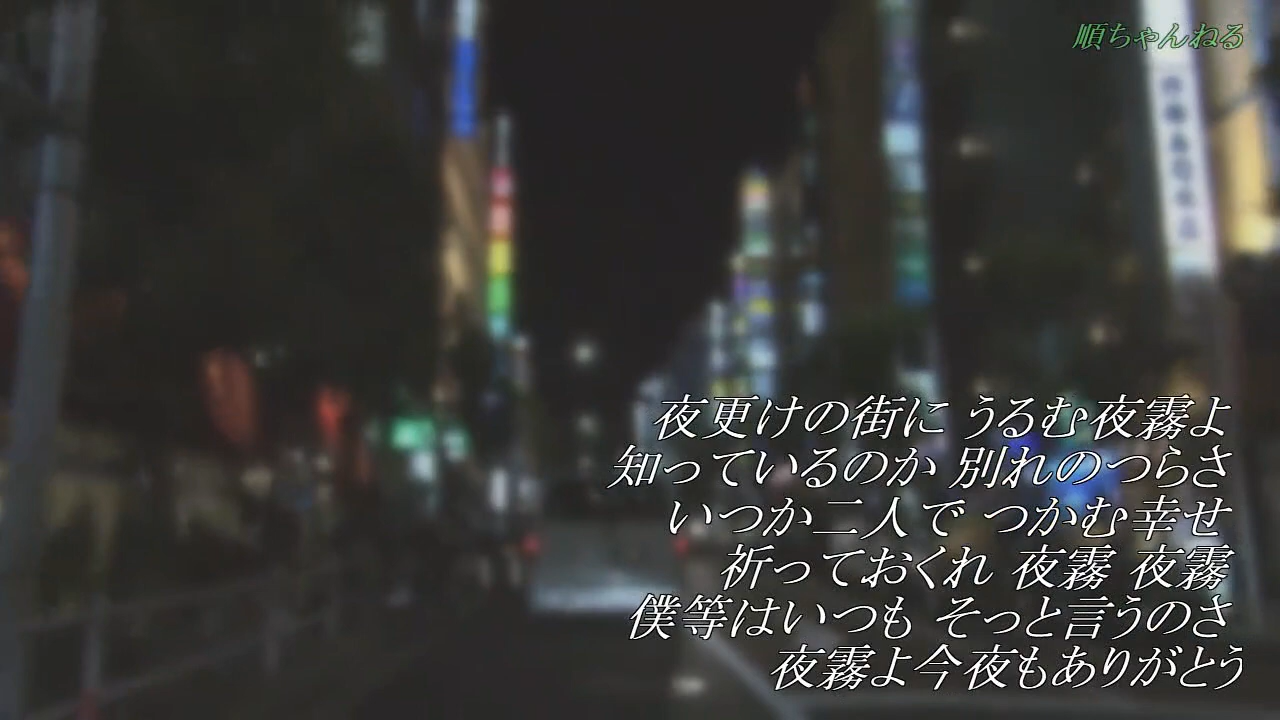 順ちゃんねる
夜更けの街に うるむ夜霧よ
知っているのか 別れのつらさ
いつか二人で つかむ幸せ
祈っておくれ 夜霧 夜霧
僕等はいつも そっと言うのさ
夜霧よ今夜もありがとう